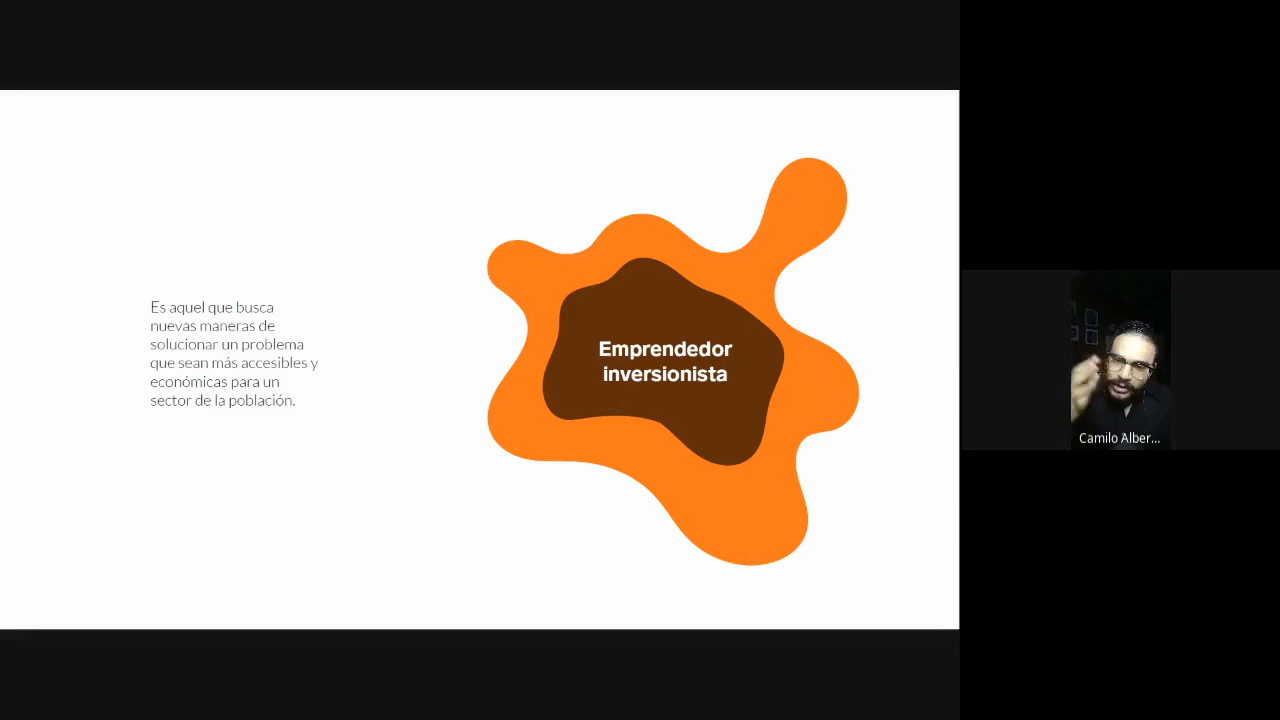 Es aquel que busca
nuevas maneras de
solucionar un problema
que sean más accesibles y
económicas para un
sector de la población.
Emprendedor
inversionista
Camilo Alber...